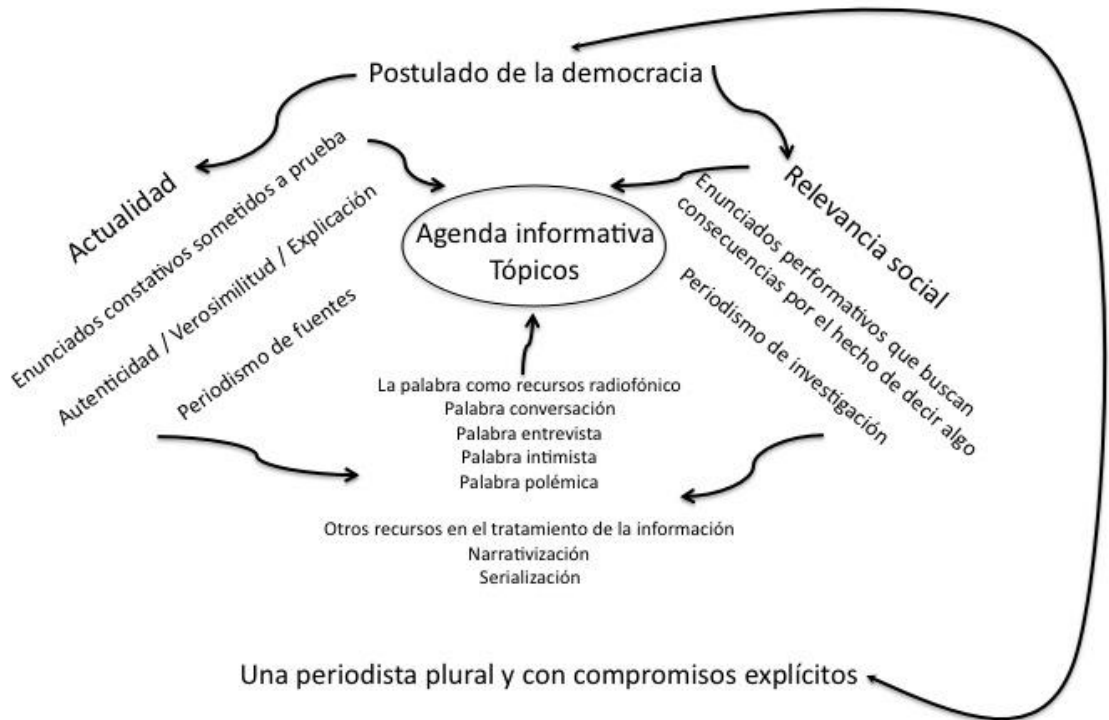 Postulado de la democracia
Actualidad
Enunciados constativos sometidos a prueba
Autenticidad / Verosimilitud / Explicación
Periodismo de fuentes
Agenda informativa
Tópicos
Relevancia social
Enunciados performativos que buscan
consecuencias por el hecho de decir algo
Periodismo de investigación
La palabra como recursos radiofónico
Palabra conversación
Palabra entrevista
Palabra intimista
Palabra polémica
Otros recursos en el tratamiento de la información
Narrativización
Serialización
Una periodista plural y con compromisos explícitos